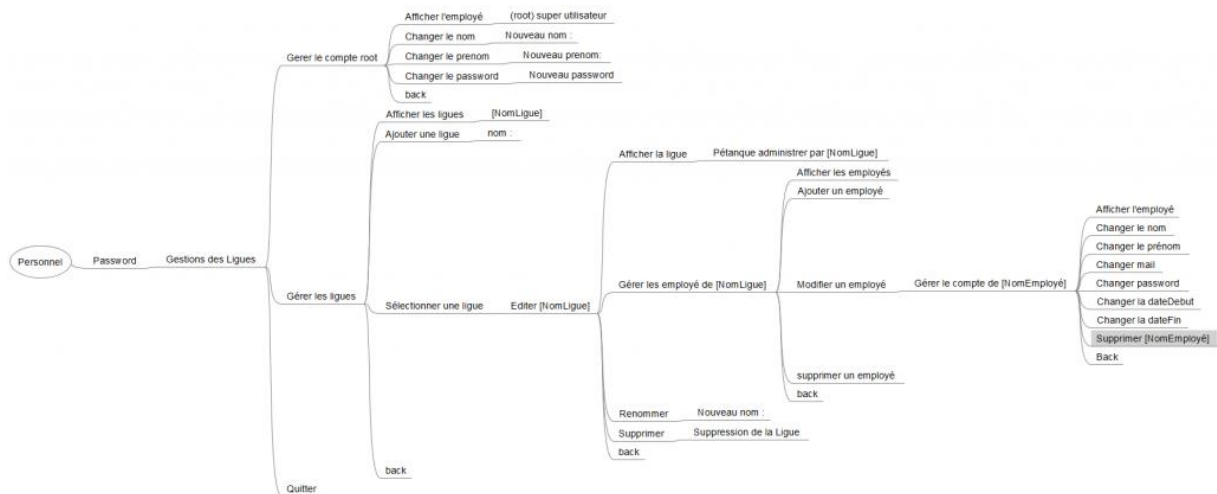 Personnel
Password
Gestions des Ligues
Gerer le compte root
Afficher l'employé
(root) super utilisateur
Changer le nom
Nouveau nom :
Changer le prenom
Nouveau prenom:
Changer le password
Nouveau password
back
Gérer les ligues
Afficher les ligues
[NomLigue]
Ajouter une ligue
nom :
Sélectionner une ligue
Editer [NomLigue]
Afficher la ligue
Pétanque administrer par [NomLigue]
Gérer les employé de [NomLigue]
Afficher les employés
Ajouter un employé
Modifier un employé
Gérer le compte de [NomEmployé]
Afficher l'employé
Changer le nom
Changer le prénom
Changer mail
Changer password
Changer la dateDebut
Changer la dateFin
Supprimer [NomEmployé]
Back
supprimer un employé
back
Renommer
Nouveau nom :
Supprimer
Suppression de la Ligue
back
back
Quitter